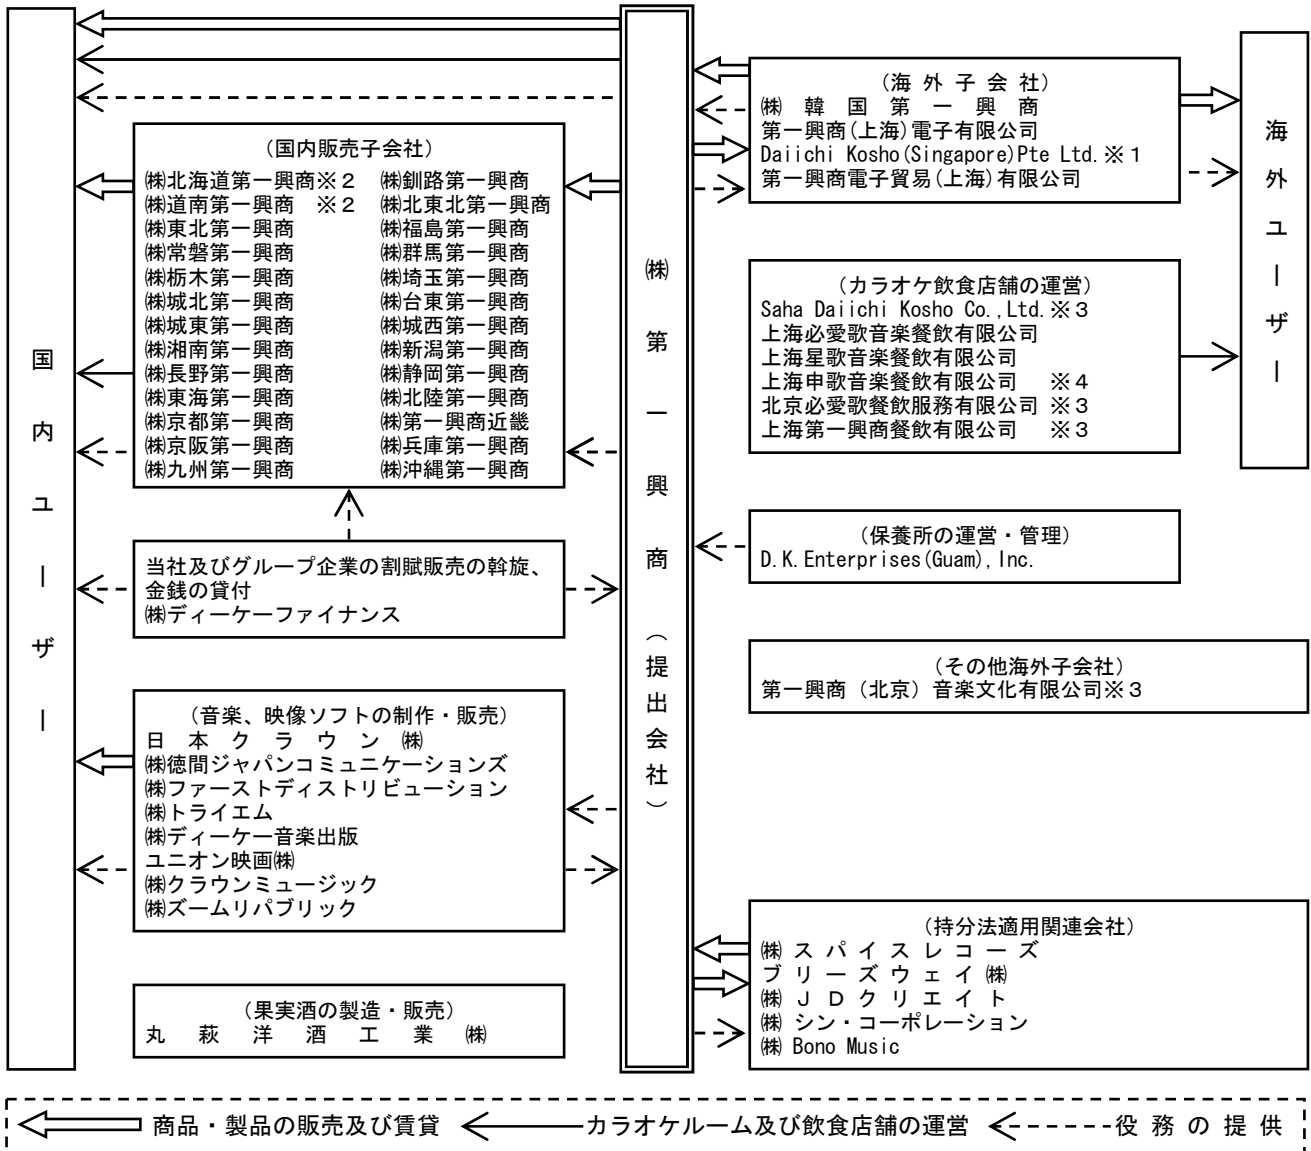 国内ユーザー
(国内販売子会社)
㈱北海道第一興商※2 ㈱釧路第一興商
㈱道南第一興商 ※2 ㈱北東北第一興商
㈱東北第一興商 ㈱福島第一興商
㈱常磐第一興商 ㈱群馬第一興商
㈱栃木第一興商 ㈱埼玉第一興商
㈱城北第一興商 ㈱台東第一興商
㈱城東第一興商 ㈱城西第一興商
㈱湘南第一興商 ㈱新潟第一興商
㈱長野第一興商 ㈱静岡第一興商
㈱東海第一興商 ㈱北陸第一興商
㈱京都第一興商 ㈱第一興商近畿
㈱京阪第一興商 ㈱兵庫第一興商
㈱九州第一興商 ㈱沖縄第一興商
当社及びグループ企業の割賦販売の斡旋、
金銭の貸付
㈱ディーケーファイナンス
(音楽、映像ソフトの制作・販売)
日本クラウン㈱
㈱徳間ジャパンコミュニケーションズ
㈱ファーストディストリビューション
㈱トライエム
㈱ディーケー音楽出版
ユニオン映画㈱
㈱クラウンミュージック
㈱ズームリパブリック
(果実酒の製造・販売)
丸萩洋酒工業㈱
㈱第一興商(提出会社)
(海外子会社)
㈱韓国第一興商
第一興商(上海)電子有限公司
Daiichi Kosho(Singapore)Pte Ltd.※1
第一興商電子貿易(上海)有限公司
(カラオケ飲食店舗の運営)
Saha Daiichi Kosho Co.,Ltd.※3
上海必愛歌音楽餐飲有限公司
上海星歌音楽餐飲有限公司
上海申歌音楽餐飲有限公司 ※4
北京必愛歌餐飲服務有限公司 ※3
上海第一興商餐飲有限公司 ※3
(保養所の運営・管理)
D.K.Enterprises(Guam),Inc.
(その他海外子会社)
第一興商(北京)音楽文化有限公司※3
(持分法適用関連会社)
㈱スパイスレコーズ
ブリーズウェイ㈱
㈱JDクリエイト
㈱シン・コーポレーション
㈱Bono Music
海外ユーザー
商品・製品の販売及び賃貸 カラオケルーム及び飲食店舗の運営 役務の提供